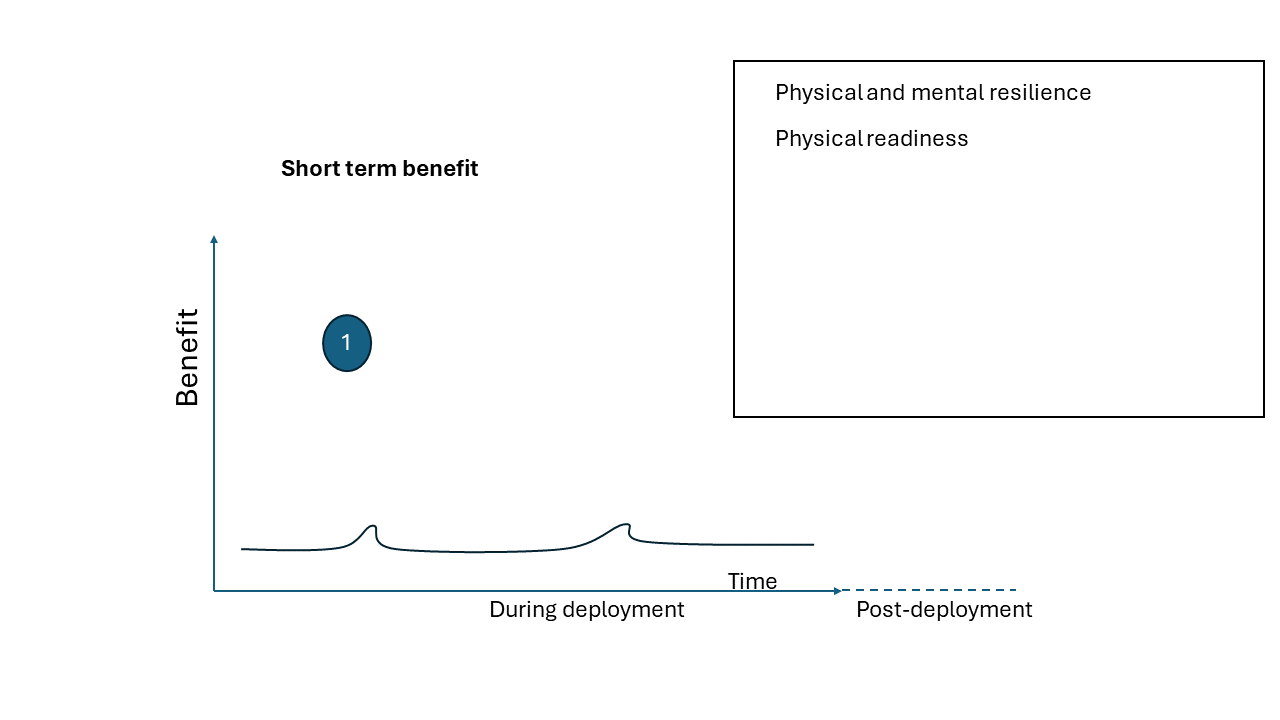 Physical and mental resilience
Physical readiness
Short term benefit
Benefit
1
Time
During deployment
Post-deployment